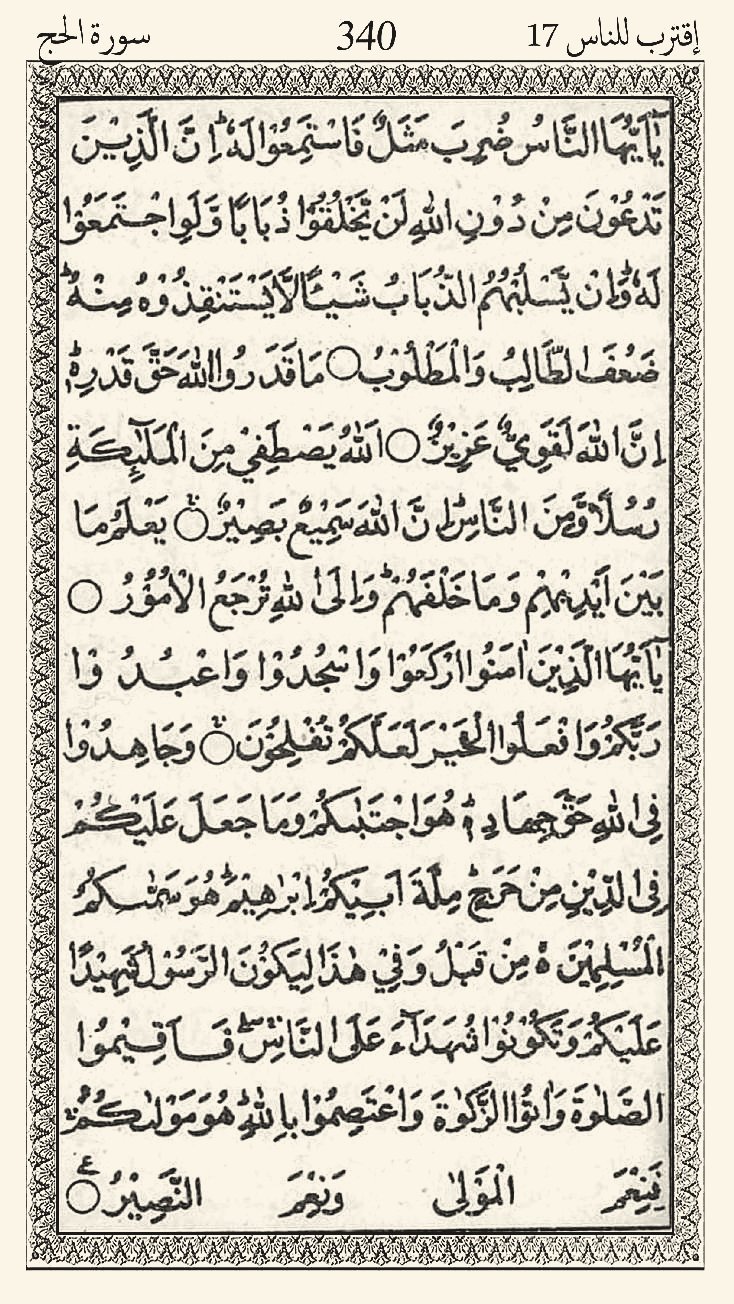 إقترب للناس 17 340 سورة الحج
يٰۤاَيُّهَا النَّاسُ ضُرِبَ مَثَلٌ فَاسْتَمِعُوْا لَهٗ ؕ اِنَّ الَّذِيْنَ
تَدْعُوْنَ مِنْ دُوْنِ اللّٰهِ لَنْ يَّخْلُقُوْا ذُبَابًا وَّلَوِ اجْتَمَعُوْا
لَهٗ ؕ وَاِنْ يَّسْلُبْهُمُ الذُّبَابُ شَيْـًٔا لَّا يَسْتَنْقِذُوْهُ مِنْهُ ؕ
ضَعُفَ الطَّالِبُ وَالْمَطْلُوْبُ ۝ مَا قَدَرُوا اللّٰهَ حَقَّ قَدْرِهٖ ؕ
اِنَّ اللّٰهَ لَقَوِيٌّ عَزِيْزٌ ۝ اَللّٰهُ يَصْطَفِيْ مِنَ الْمَلٰٓئِكَةِ
رُسُلًا وَّمِنَ النَّاسِ ؕ اِنَّ اللّٰهَ سَمِيْعٌۢ بَصِيْرٌ ۝ يَعْلَمُ مَا
بَيْنَ اَيْدِيْهِمْ وَمَا خَلْفَهُمْ ؕ وَاِلَى اللّٰهِ تُرْجَعُ الْاُمُوْرُ ۝
يٰۤاَيُّهَا الَّذِيْنَ اٰمَنُوا ارْكَعُوْا وَاسْجُدُوْا وَاعْبُدُوْا
رَبَّكُمْ وَافْعَلُوا الْخَيْرَ لَعَلَّكُمْ تُفْلِحُوْنَ ۝ وَجَاهِدُوْا
فِى اللّٰهِ حَقَّ جِهَادِهٖ ؕ هُوَ اجْتَبٰىكُمْ وَمَا جَعَلَ عَلَيْكُمْ
فِى الدِّيْنِ مِنْ حَرَجٍ ؕ مِلَّةَ اَبِيْكُمْ اِبْرٰهِيْمَ ؕ هُوَ سَمّٰىكُمُ
الْمُسْلِمِيْنَ ۙ مِنْ قَبْلُ وَفِيْ هٰذَا لِيَكُوْنَ الرَّسُوْلُ شَهِيْدًا
عَلَيْكُمْ وَتَكُوْنُوْا شُهَدَآءَ عَلَى النَّاسِ ۖ فَاَقِيْمُوا
الصَّلٰوةَ وَاٰتُوا الزَّكٰوةَ وَاعْتَصِمُوْا بِاللّٰهِ ؕ هُوَ مَوْلٰىكُمْ ۚ
فَنِعْمَ الْمَوْلٰى وَنِعْمَ النَّصِيْرُ ۝